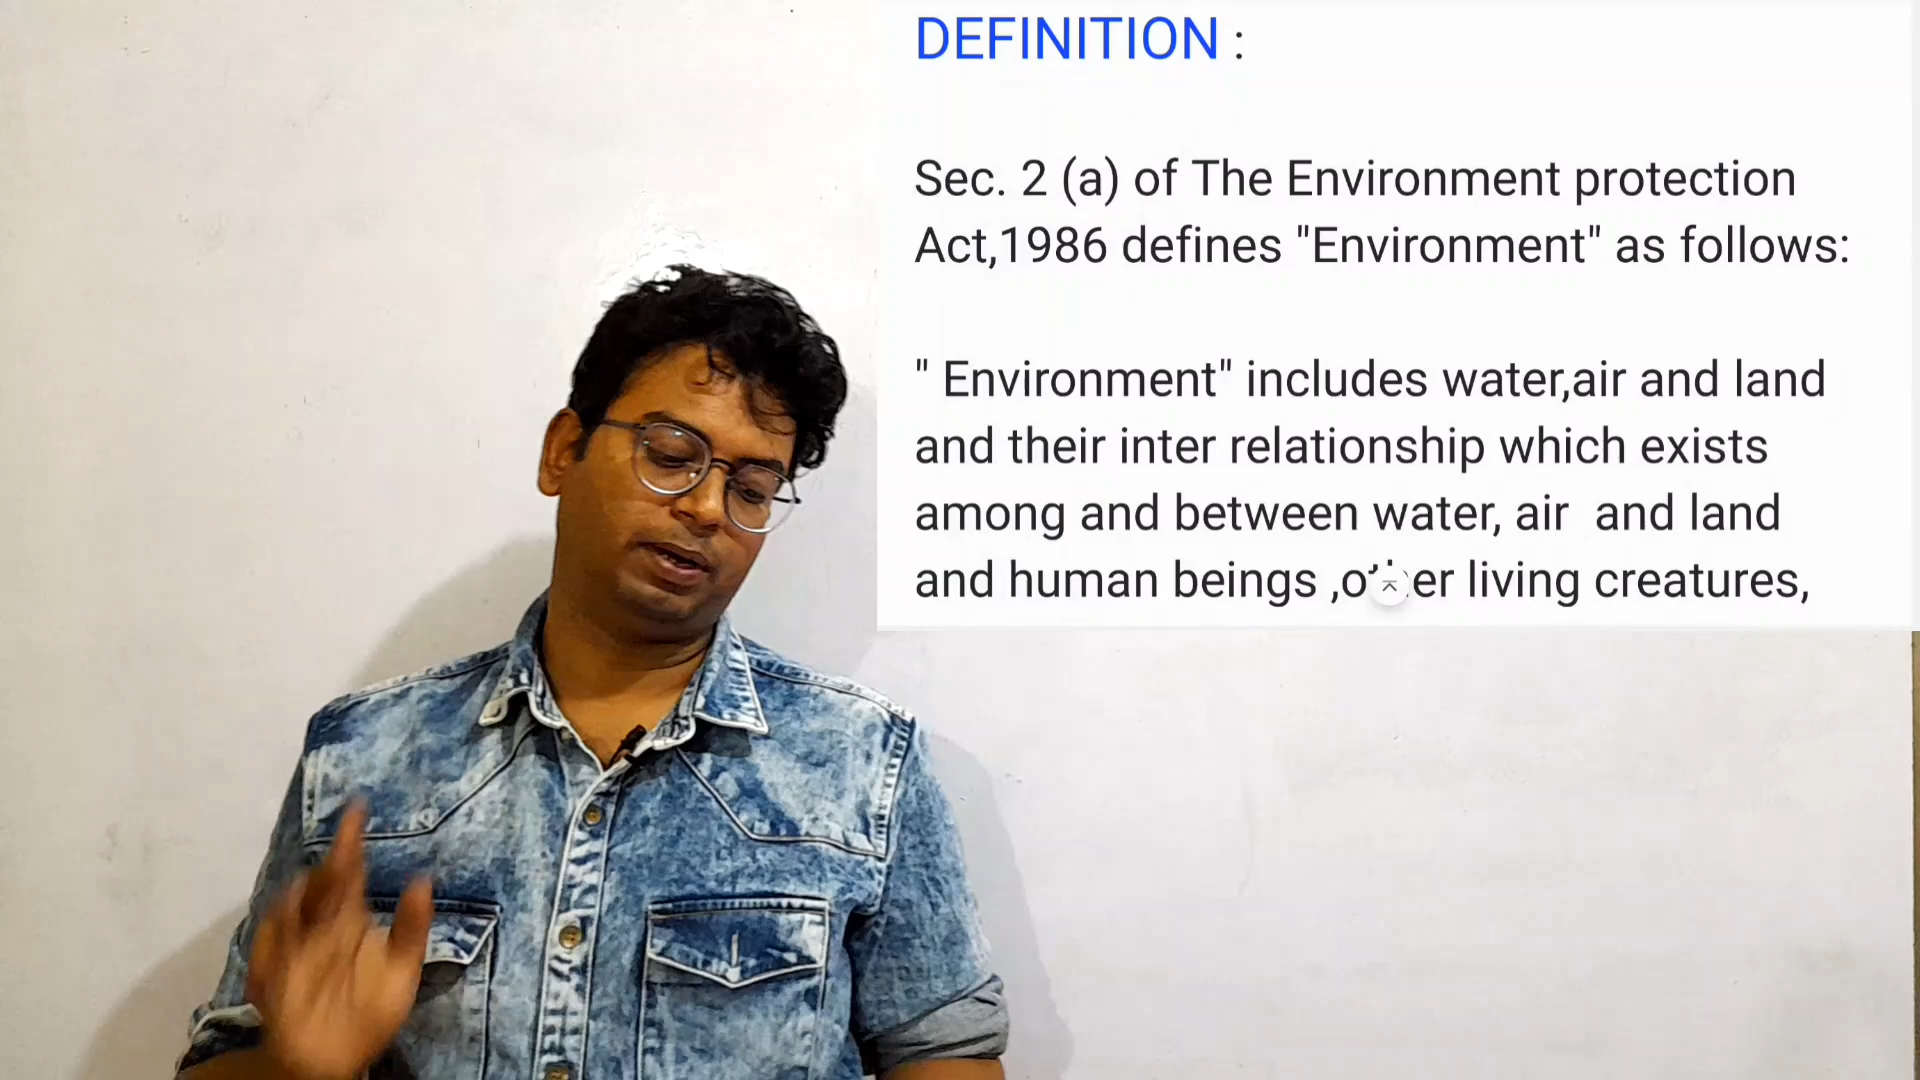 DEFINITION :
Sec. 2 (a) of The Environment protection
Act,1986 defines "Environment" as follows:
" Environment" includes water,air and land
and their inter relationship which exists
among and between water, air and land
and human beings ,other living creatures,